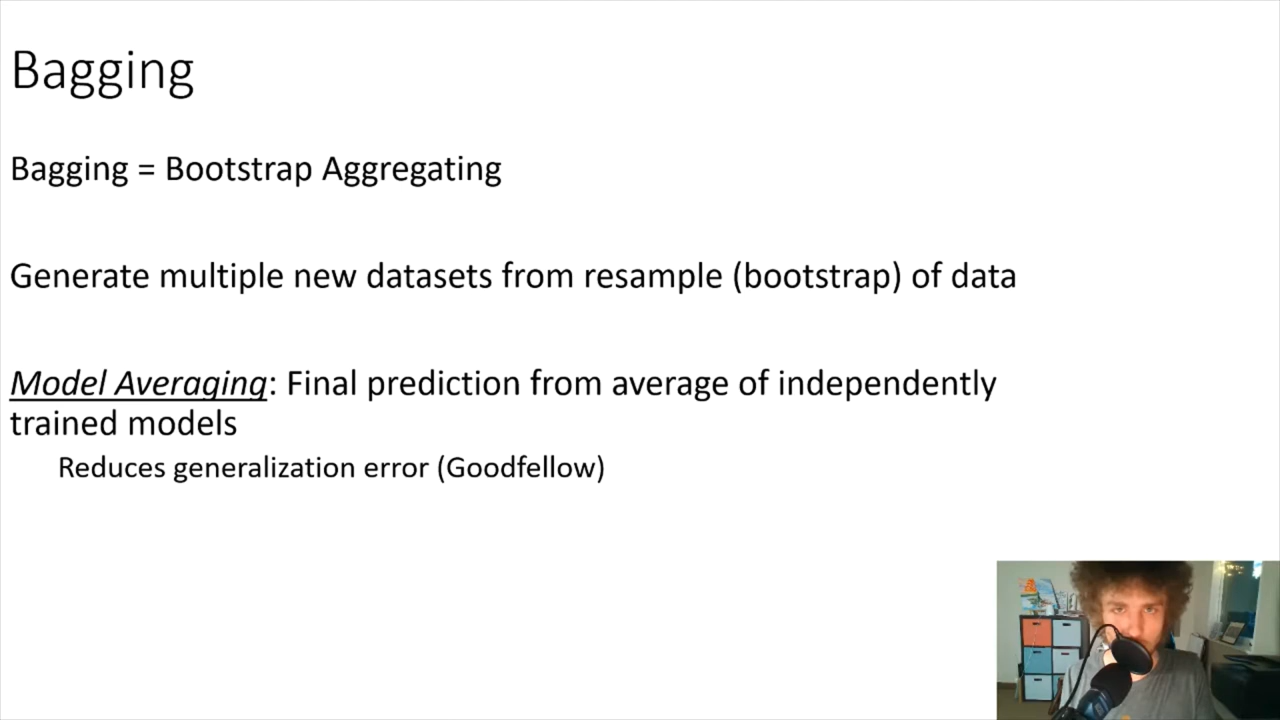 Bagging
Bagging = Bootstrap Aggregating
Generate multiple new datasets from resample (bootstrap) of data
Model Averaging: Final prediction from average of independently
trained models
Reduces generalization error (Goodfellow)